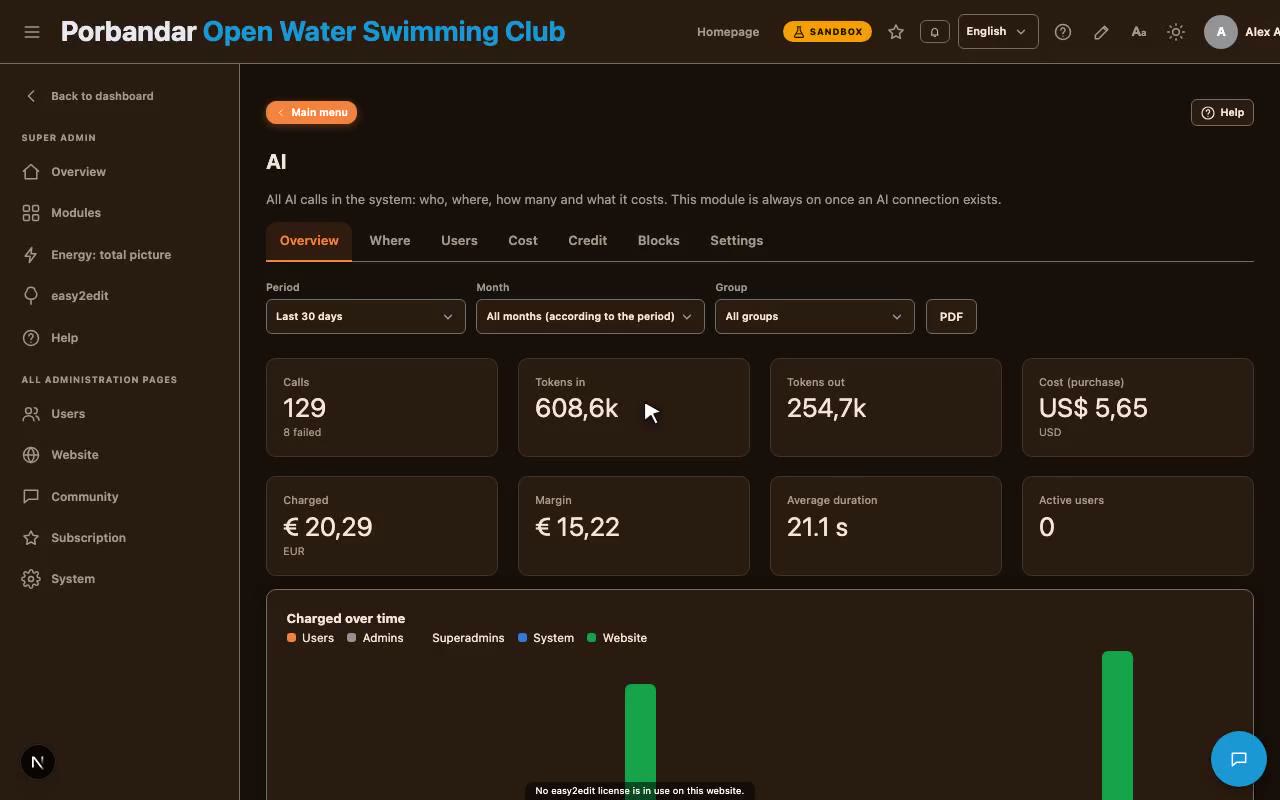 Porbandar Open Water Swimming Club
Homepage
SANDBOX
English
Aa
A
Alex A
Back to dashboard
SUPER ADMIN
Overview
Modules
Energy: total picture
easy2edit
Help
ALL ADMINISTRATION PAGES
Users
Website
Community
Subscription
System
N
Main menu
Help
AI
All AI calls in the system: who, where, how many and what it costs. This module is always on once an AI connection exists.
Overview
Where
Users
Cost
Credit
Blocks
Settings
Period
Month
Group
Last 30 days
All months (according to the period)
All groups
PDF
Calls
129
8 failed
Tokens in
608,6k
Tokens out
254,7k
Cost (purchase)
US$ 5,65
USD
Charged
€ 20,29
EUR
Margin
€ 15,22
Average duration
21.1 s
Active users
0
Charged over time
Users
Admins
Superadmins
System
Website
No easy2edit license is in use on this website.